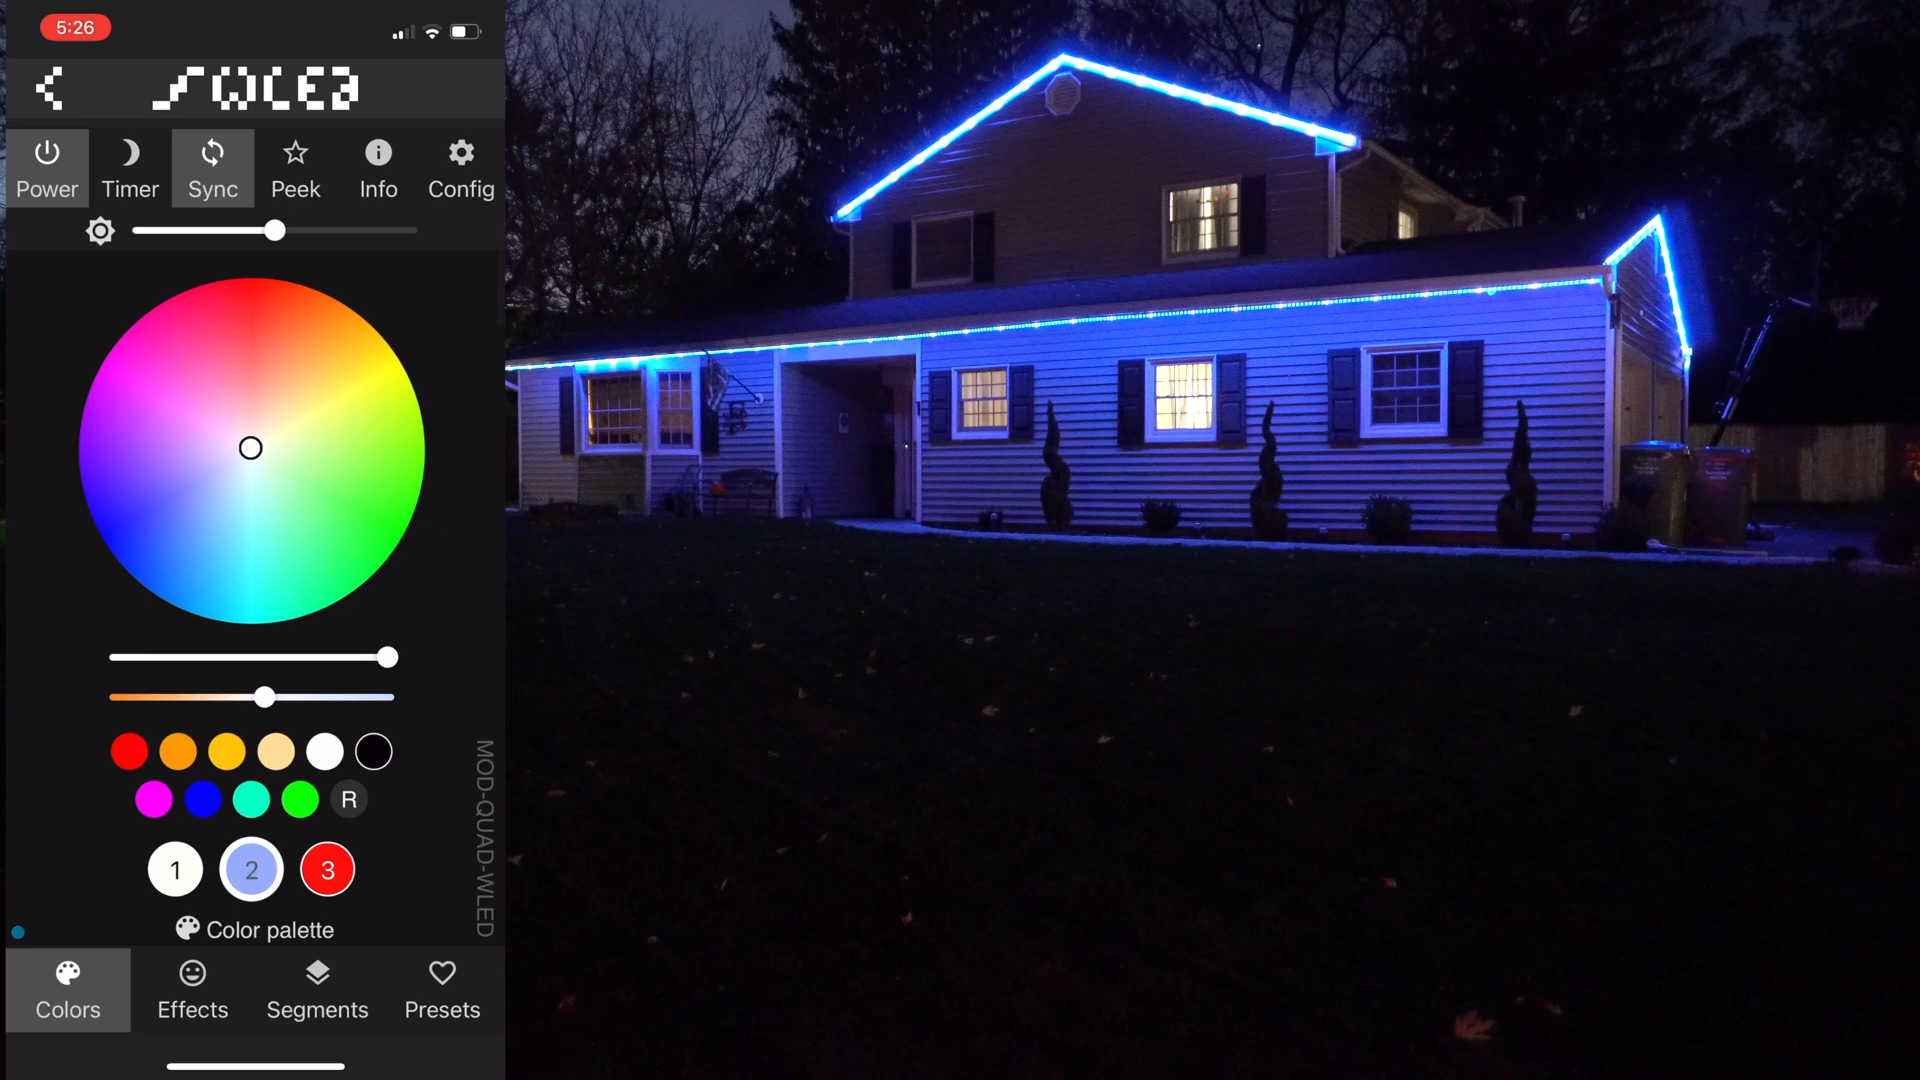 5:26
WLED
Power Timer Sync Peek Info Config
R
1 2 3
Color palette
MOD-QUAD-WLED
Colors Effects Segments Presets